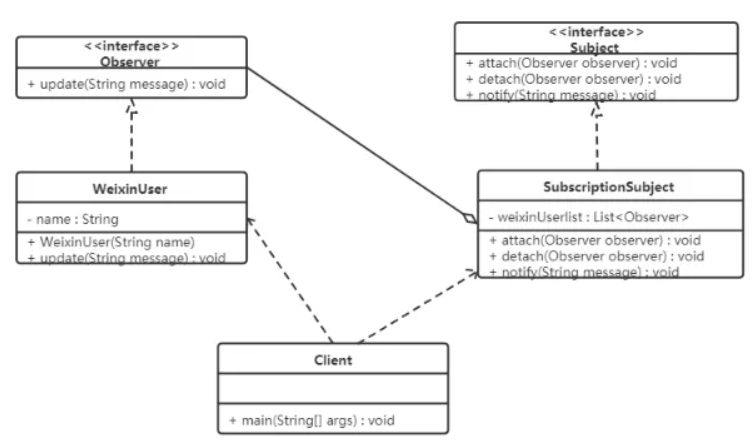 <<interface>>
Observer
+ update(String message) : void
<<interface>>
Subject
+ attach(Observer observer) : void
+ detach(Observer observer) : void
+ notify(String message) : void
WeixinUser
- name : String
+ WeixinUser(String name)
+ update(String message) : void
SubscriptionSubject
- weixinUserlist : List<Observer>
+ attach(Observer observer) : void
+ detach(Observer observer) : void
+ notify(String message) : void
Client
+ main(String[] args) : void